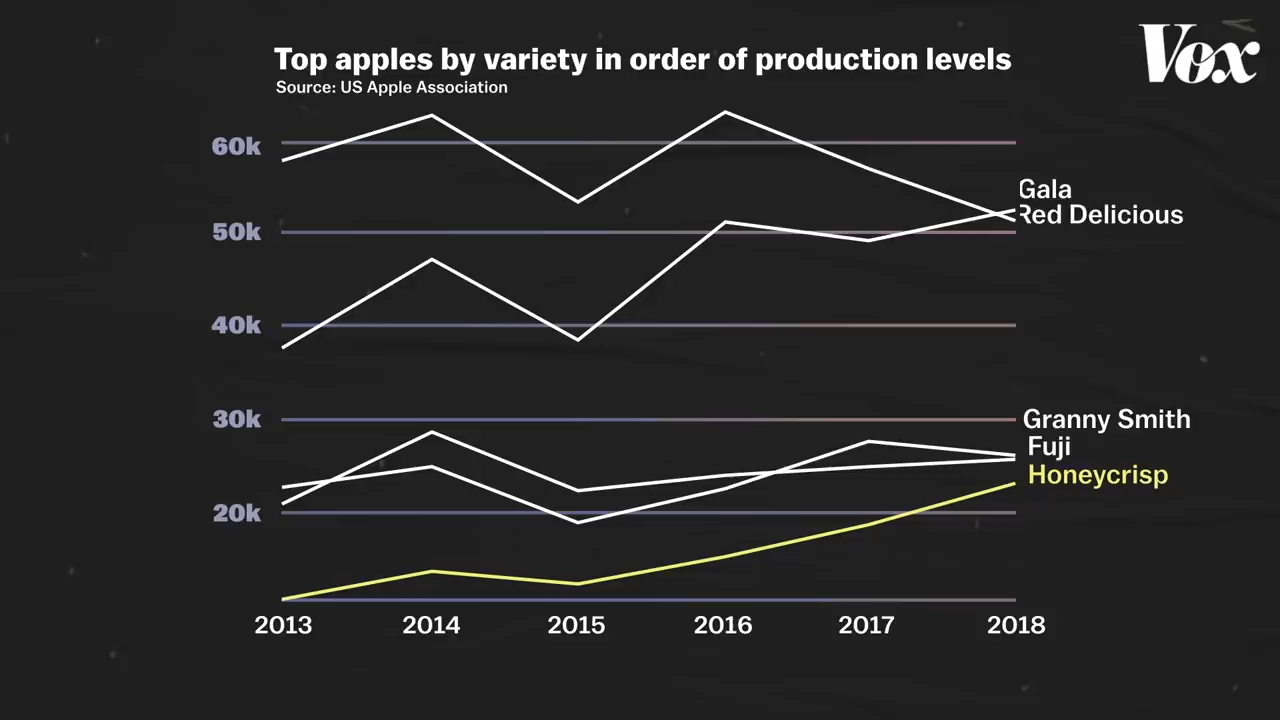 Vox
Top apples by variety in order of production levels
Source: US Apple Association
60k
Gala
Red Delicious
50k
40k
30k
Granny Smith
Fuji
Honeycrisp
20k
2013 2014 2015 2016 2017 2018